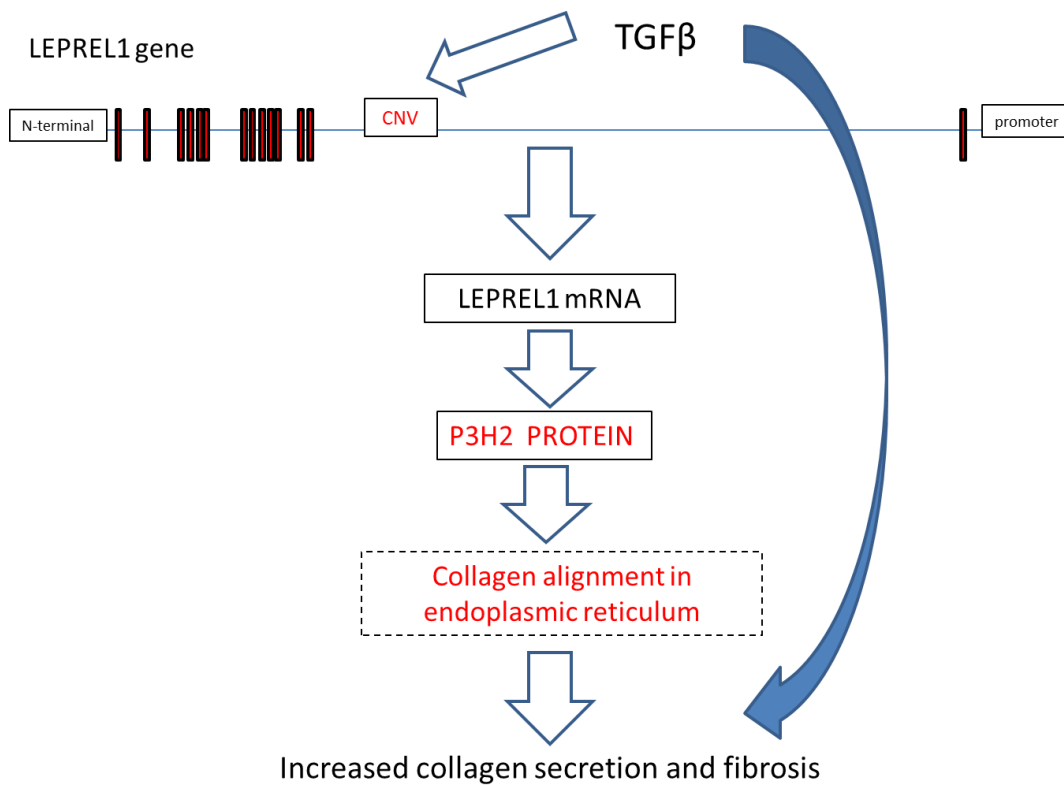 TGFβ
LEPREL1 gene
N-terminal
CNV
promoter
LEPREL1 mRNA
P3H2 PROTEIN
Collagen alignment in
endoplasmic reticulum
Increased collagen secretion and fibrosis